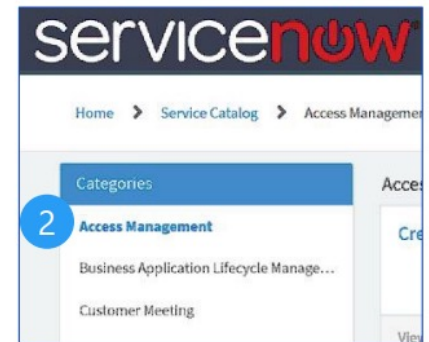 servicenow
Home > Service Catalog > Access Managemen
Categories
Acces
2
Access Management
Cre
Business Application Lifecycle Manage...
Customer Meeting
View